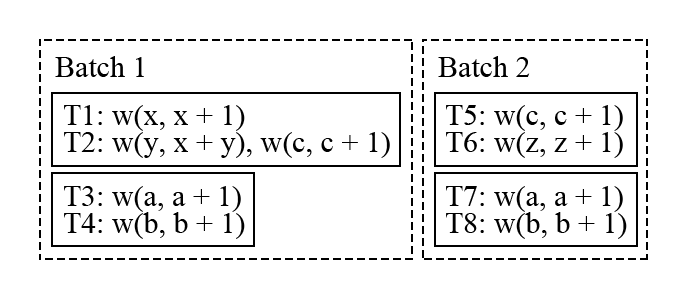 Batch 1
T1: w(x, x + 1)
T2: w(y, x + y), w(c, c + 1)
T3: w(a, a + 1)
T4: w(b, b + 1)
Batch 2
T5: w(c, c + 1)
T6: w(z, z + 1)
T7: w(a, a + 1)
T8: w(b, b + 1)